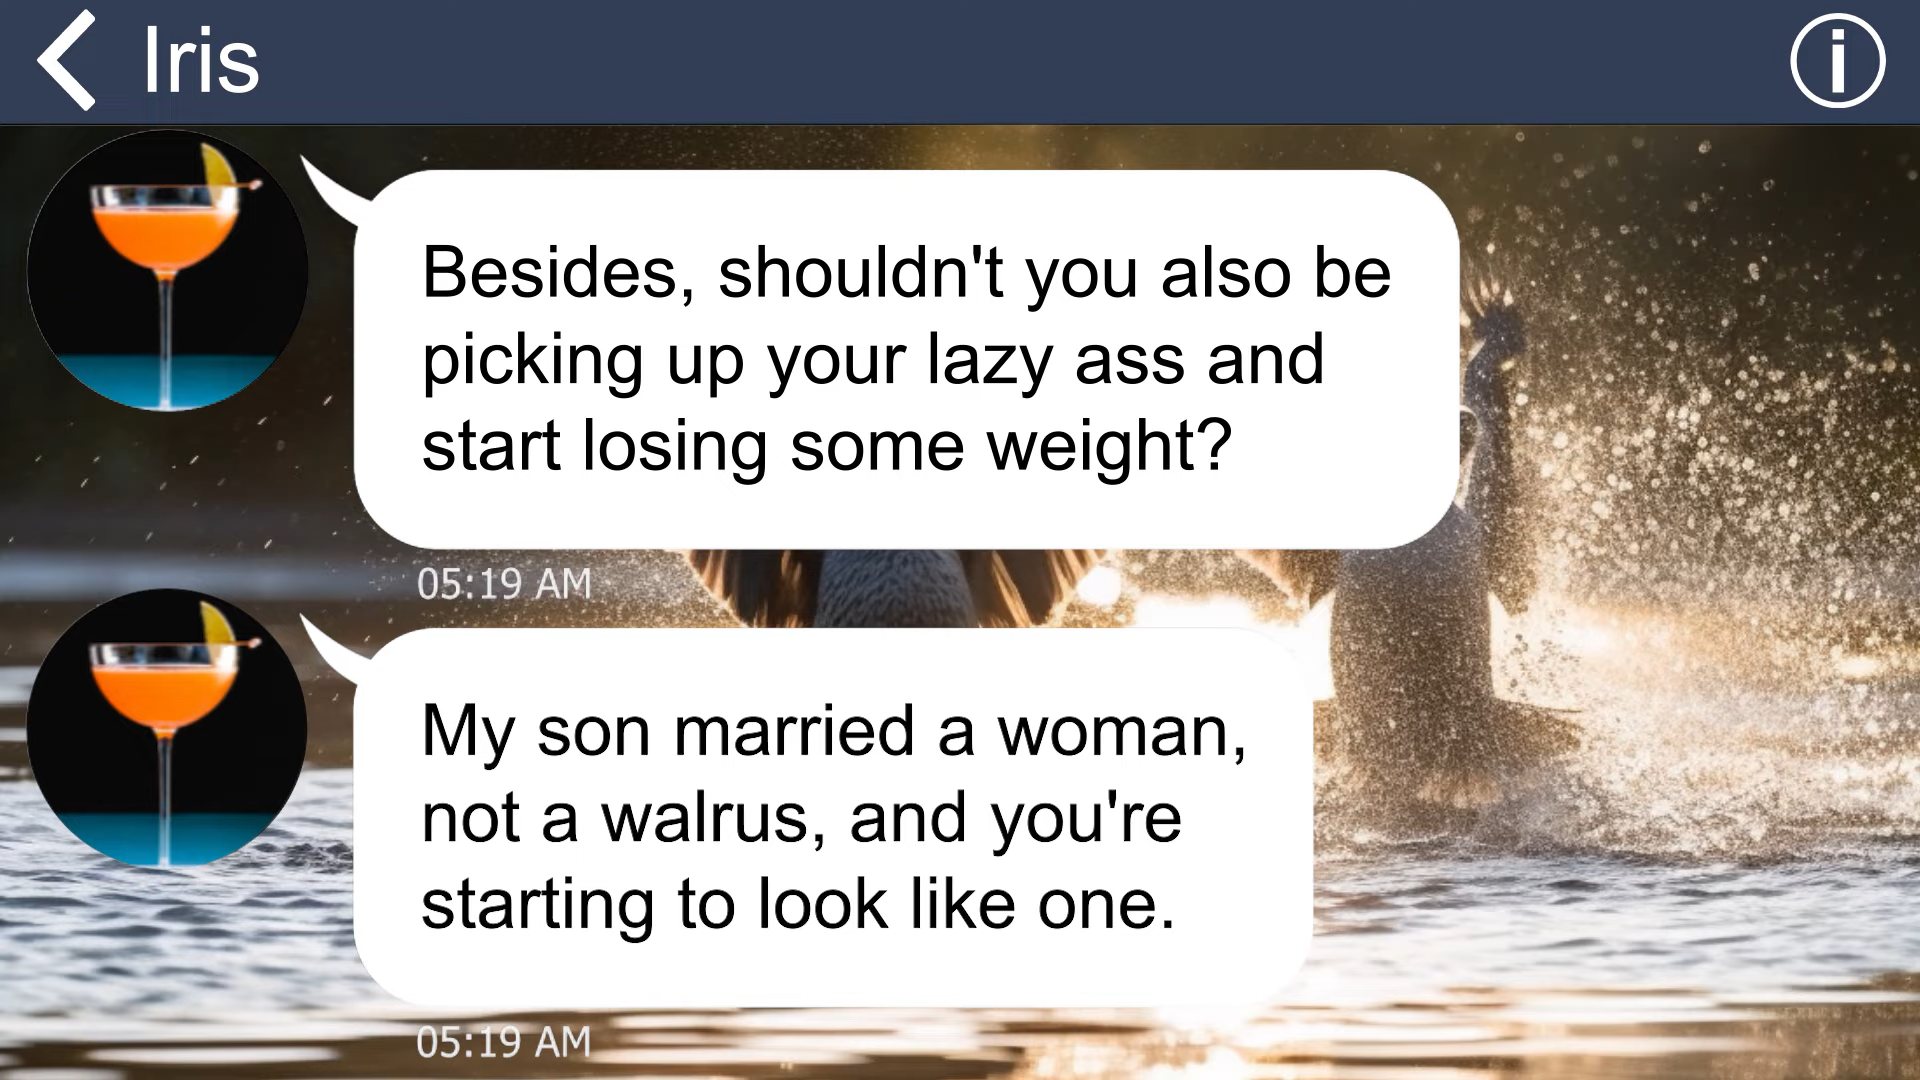 Iris
Besides, shouldn't you also be
picking up your lazy ass and
start losing some weight?
05:19 AM
My son married a woman,
not a walrus, and you're
starting to look like one.
05:19 AM